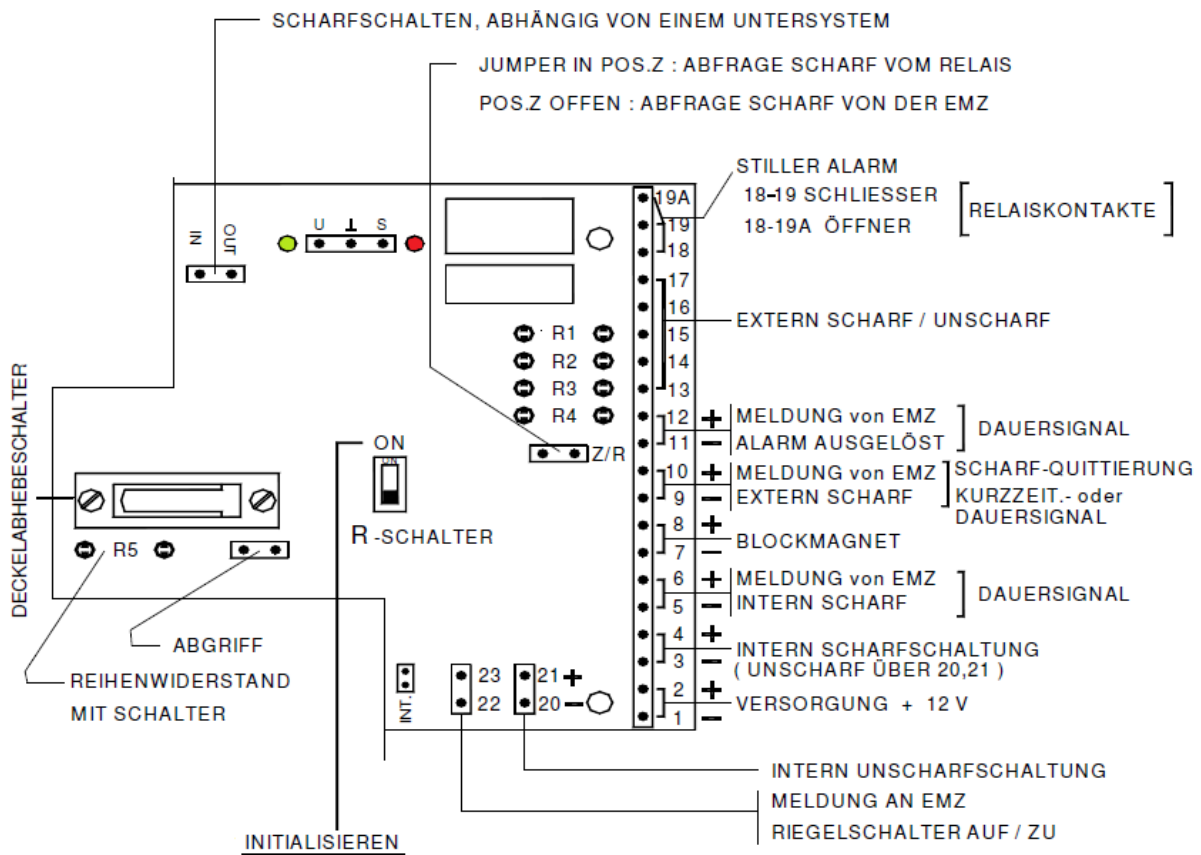 SCHARFSCHALTEN, ABHÄNGIG VON EINEM UNTERSYSTEM
JUMPER IN POS.Z : ABFRAGE SCHARF VOM RELAIS
POS.Z OFFEN : ABFRAGE SCHARF VON DER EMZ
STILLER ALARM
18-19 SCHLIESSER
18-19A ÖFFNER
RELAISKONTAKTE
IN
OUT
U ⊥ S
19A
19
18
17
16
15
14
13
EXTERN SCHARF / UNSCHARF
R1
R2
R3
R4
Z/R
12 +
11 −
MELDUNG von EMZ
ALARM AUSGELÖST
DAUERSIGNAL
10 +
9 −
MELDUNG von EMZ
EXTERN SCHARF
SCHARF-QUITTIERUNG
KURZZEIT.- oder
DAUERSIGNAL
8 +
7 −
BLOCKMAGNET
6 +
5 −
MELDUNG von EMZ
INTERN SCHARF
DAUERSIGNAL
4 +
3 −
INTERN SCHARFSCHALTUNG
( UNSCHARF ÜBER 20,21 )
2 +
1 −
VERSORGUNG + 12 V
DECKELABHEBESCHALTER
ON
ON
R -SCHALTER
R5
ABGRIFF
REIHENWIDERSTAND
MIT SCHALTER
INT.
23
22
21 +
20 −
INTERN UNSCHARFSCHALTUNG
MELDUNG AN EMZ
RIEGELSCHALTER AUF / ZU
INITIALISIEREN